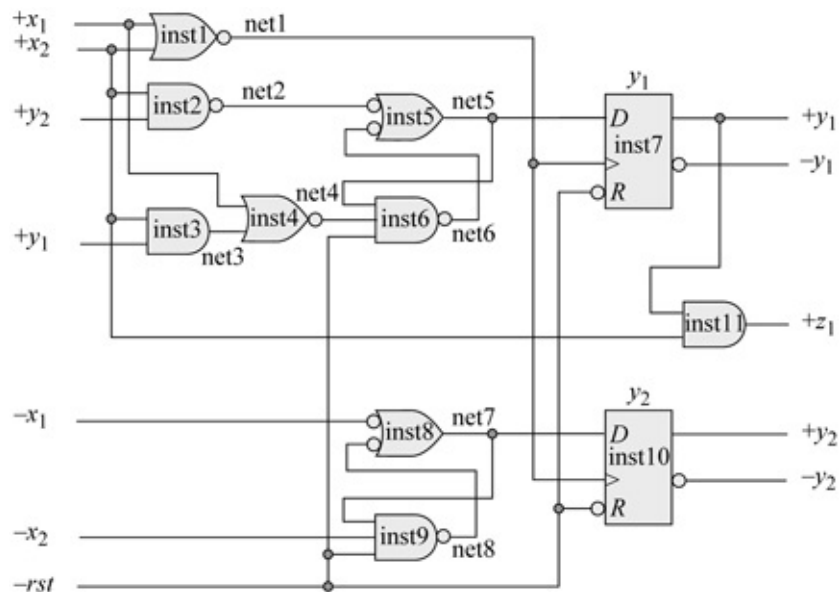 +x₁
+x₂
inst1
net1
+y₂
inst2
net2
inst5
net5
y₁
D
inst7
R
+y₁
−y₁
+y₁
inst3
net3
inst4
net4
inst6
net6
inst11
+z₁
−x₁
inst8
net7
y₂
D
inst10
R
+y₂
−y₂
−x₂
inst9
net8
−rst